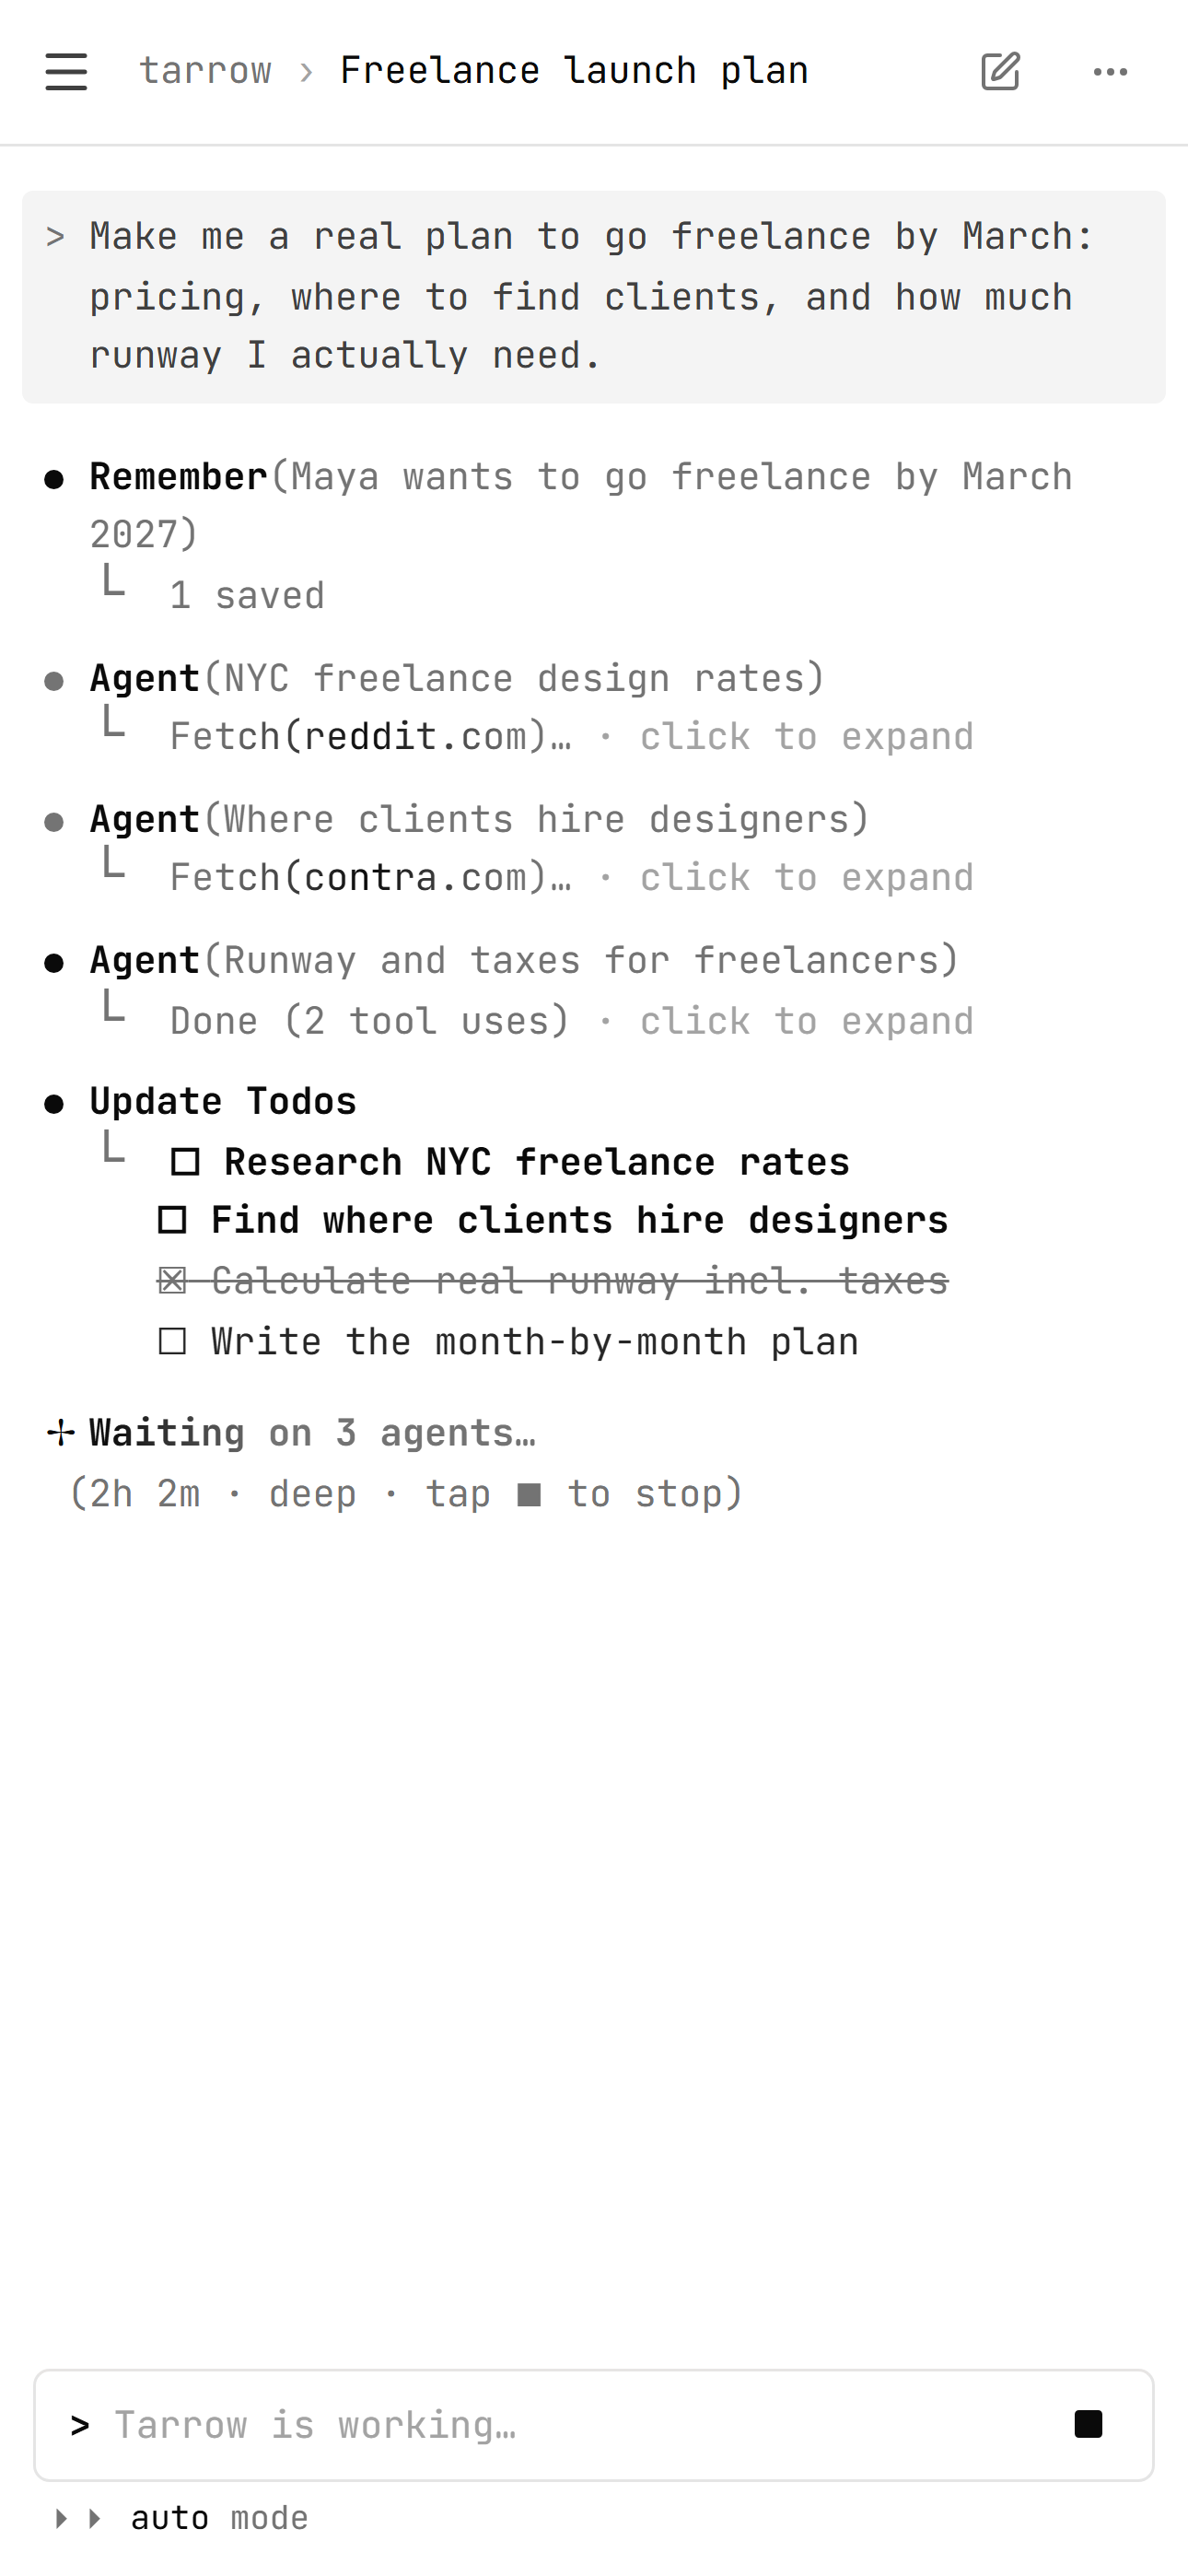 tarrow › Freelance launch plan
> Make me a real plan to go freelance by March:
pricing, where to find clients, and how much
runway I actually need.
● Remember(Maya wants to go freelance by March
2027)
└ 1 saved
● Agent(NYC freelance design rates)
└ Fetch(reddit.com)… · click to expand
● Agent(Where clients hire designers)
└ Fetch(contra.com)… · click to expand
● Agent(Runway and taxes for freelancers)
└ Done (2 tool uses) · click to expand
● Update Todos
└ ☐ Research NYC freelance rates
☐ Find where clients hire designers
☒ Calculate real runway incl. taxes
☐ Write the month-by-month plan
✢ Waiting on 3 agents…
(2h 2m · deep · tap ■ to stop)
> Tarrow is working…
auto mode